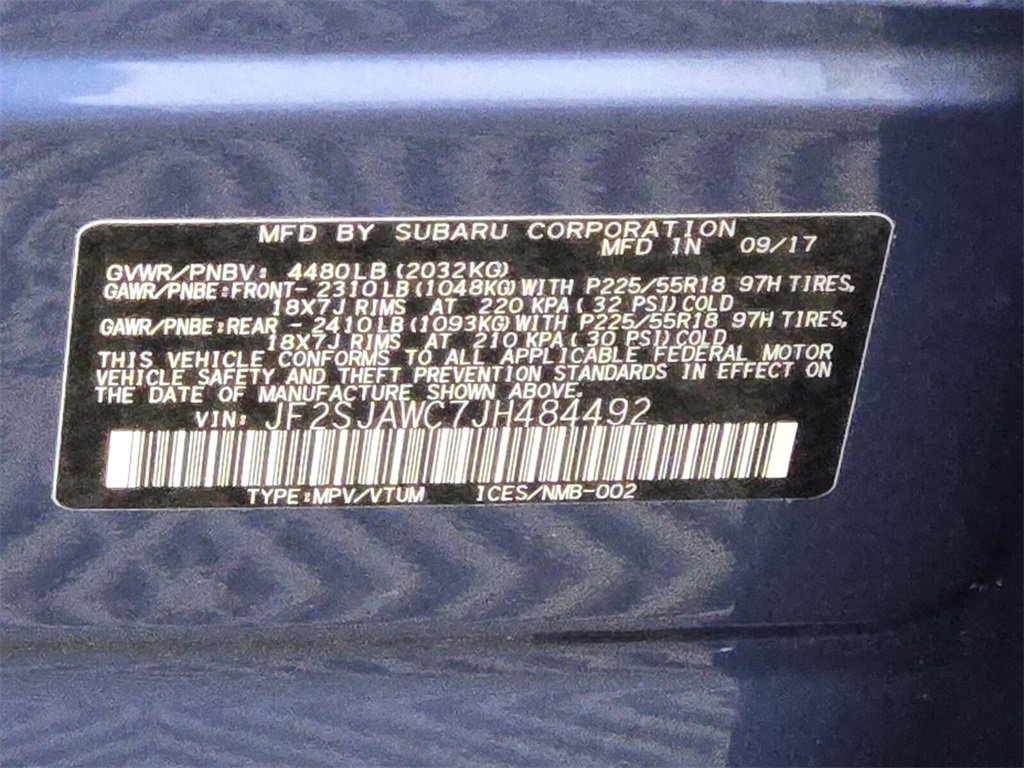 MFD BY SUBARU CORPORATION
MFD IN 09/17
GVWR/PNBV: 4480LB(2032KG)
GAWR/PNBE:FRONT- 2310LB(1048KG)WITH P225/55R18 97H TIRES,
18X7J RIMS AT 220 KPA(32 PSI)COLD
GAWR/PNBE:REAR - 2410LB(1093KG)WITH P225/55R18 97H TIRES,
18X7J RIMS AT 210 KPA(30 PSI)COLD
THIS VEHICLE CONFORMS TO ALL APPLICABLE FEDERAL MOTOR
VEHICLE SAFETY AND THEFT PREVENTION STANDARDS IN EFFECT ON
THE DATE OF MANUFACTURE SHOWN ABOVE.
VIN: JF2SJAWC7JH484492
TYPE:MPV/VTUM ICES/NMB-002